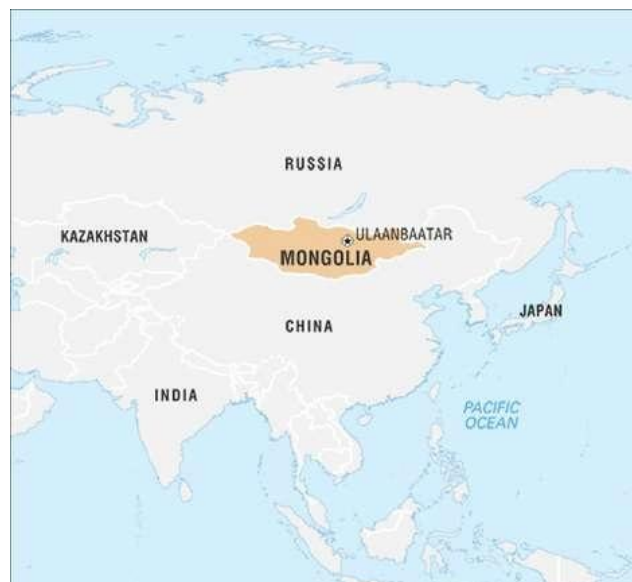 RUSSIA
KAZAKHSTAN
ULAANBAATAR
MONGOLIA
JAPAN
CHINA
INDIA
PACIFIC
OCEAN